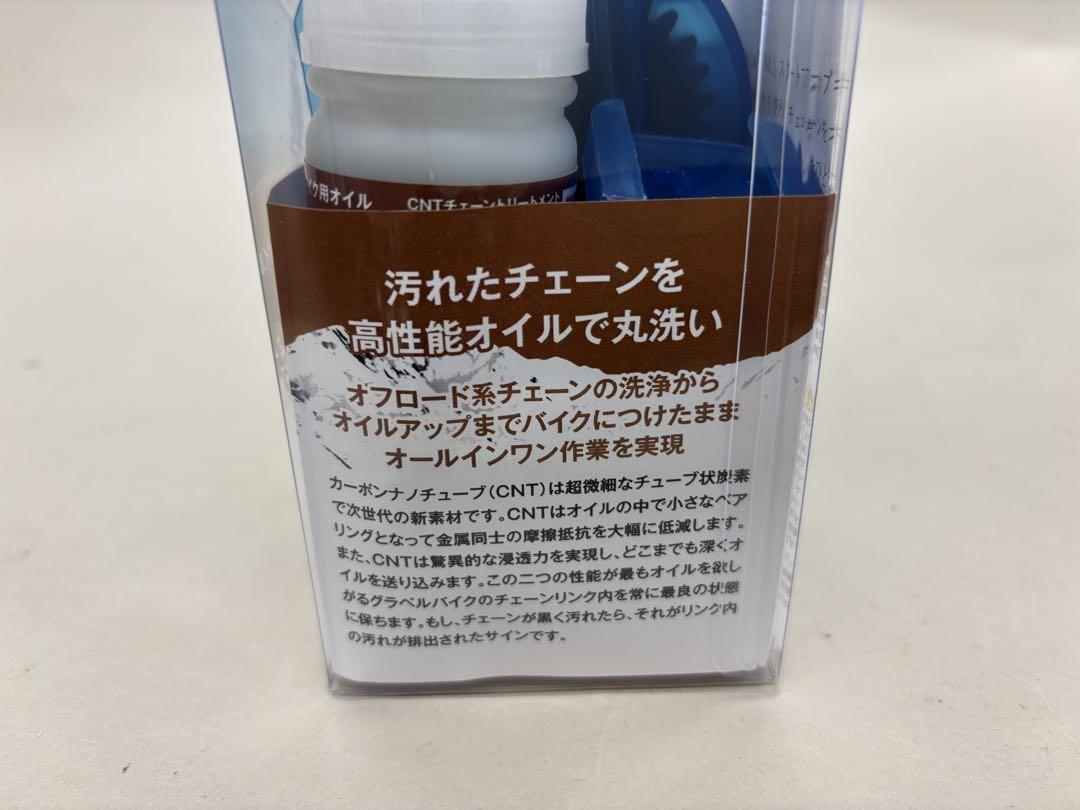 イク用オイル
CNTチェーントリートメント
汚れたチェーンを
高性能オイルで丸洗い
オフロード系チェーンの洗浄から
オイルアップまでバイクにつけたまま
オールインワン作業を実現
カーボンナノチューブ(CNT)は超微細なチューブ状炭素
で次世代の新素材です。CNTはオイルの中で小さなベア
リングとなって金属同士の摩擦抵抗を大幅に低減します。
また、CNTは驚異的な浸透力を実現し、どこまでも深くオ
イルを送り込みます。この二つの性能が最もオイルを欲し
がるグラベルバイクのチェーンリンク内を常に最良の状態
に保ちます。もし、チェーンが黒く汚れたら、それがリンク内
の汚れが排出されたサインです。